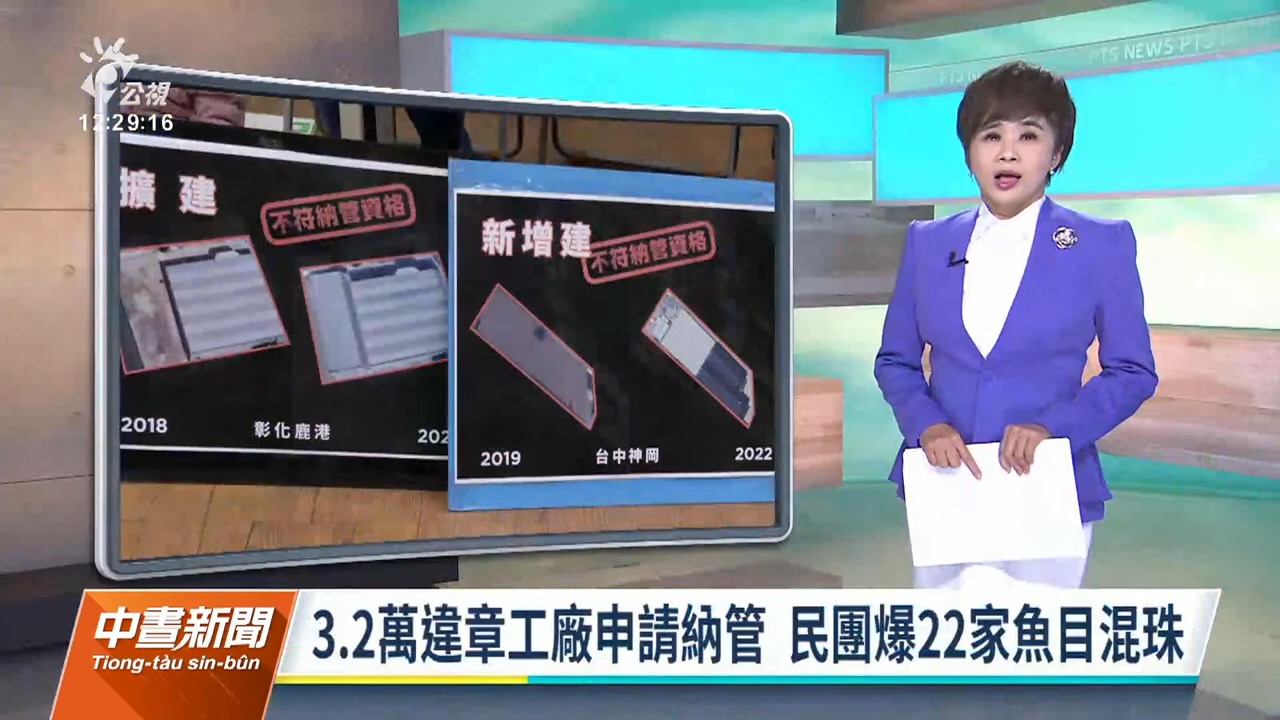 公視
12:29:16
PTS NEWS PTS
擴建
不符納管資格
2018
彰化鹿港
202
新增建
不符納管資格
2019
台中神岡
2022
中晝新聞
Tiong-tàu sin-bûn
3.2萬違章工廠申請納管 民團爆22家魚目混珠